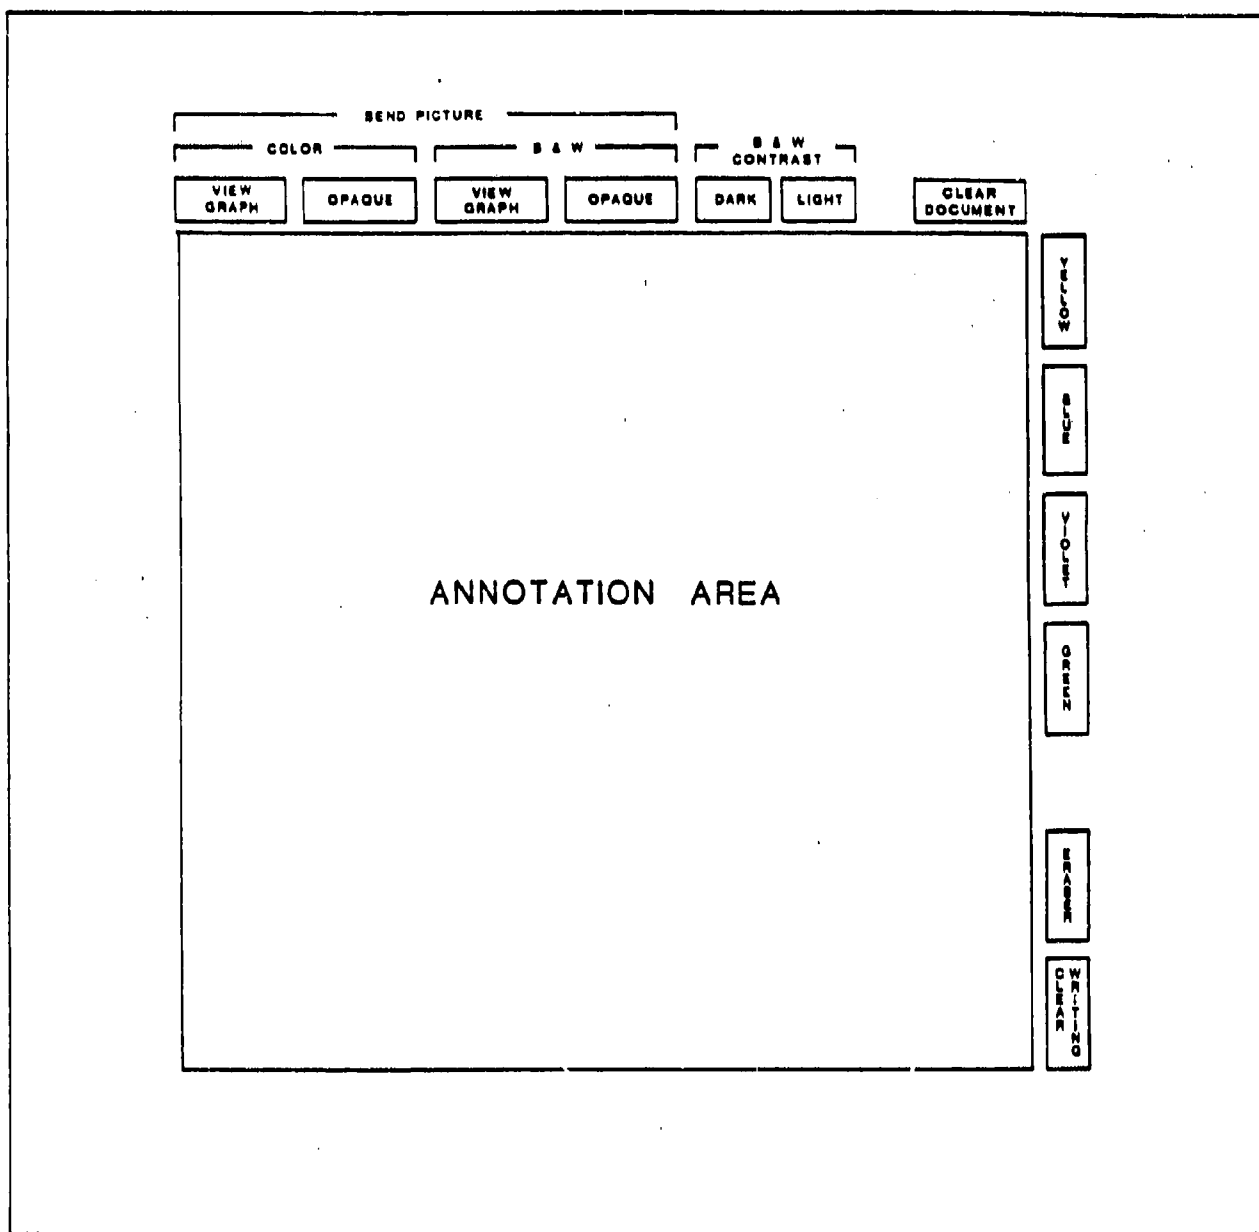 SEND PICTURE
COLOR
B & W
B & W
CONTRAST
VIEW
GRAPH
OPAQUE
VIEW
GRAPH
OPAQUE
DARK
LIGHT
CLEAR
DOCUMENT
YELLOW
BLUE
VIOLET
GREEN
ANNOTATION AREA
ERASER
CLEAR
WRITING